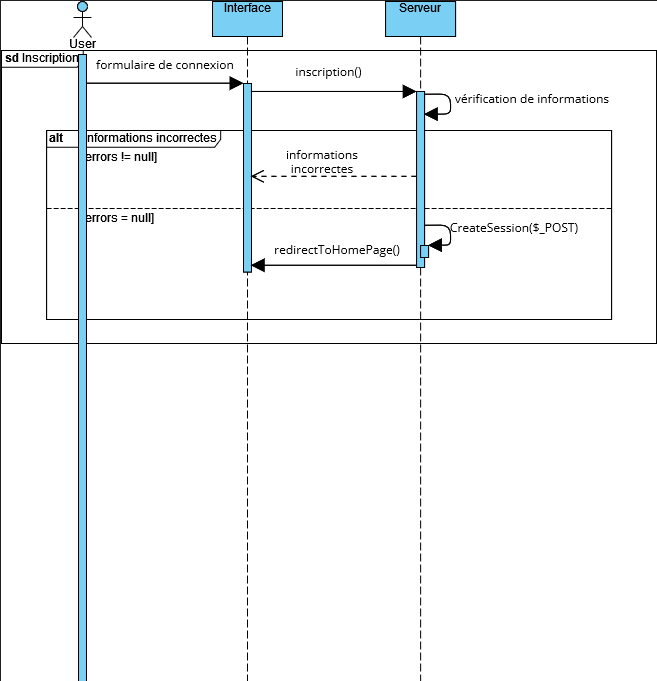 Interface
Serveur
User
sd Inscription
formulaire de connexion
inscription()
vérification de informations
alt
informations incorrectes
errors != null]
informations
incorrectes
errors = null]
CreateSession($_POST)
redirectToHomePage()